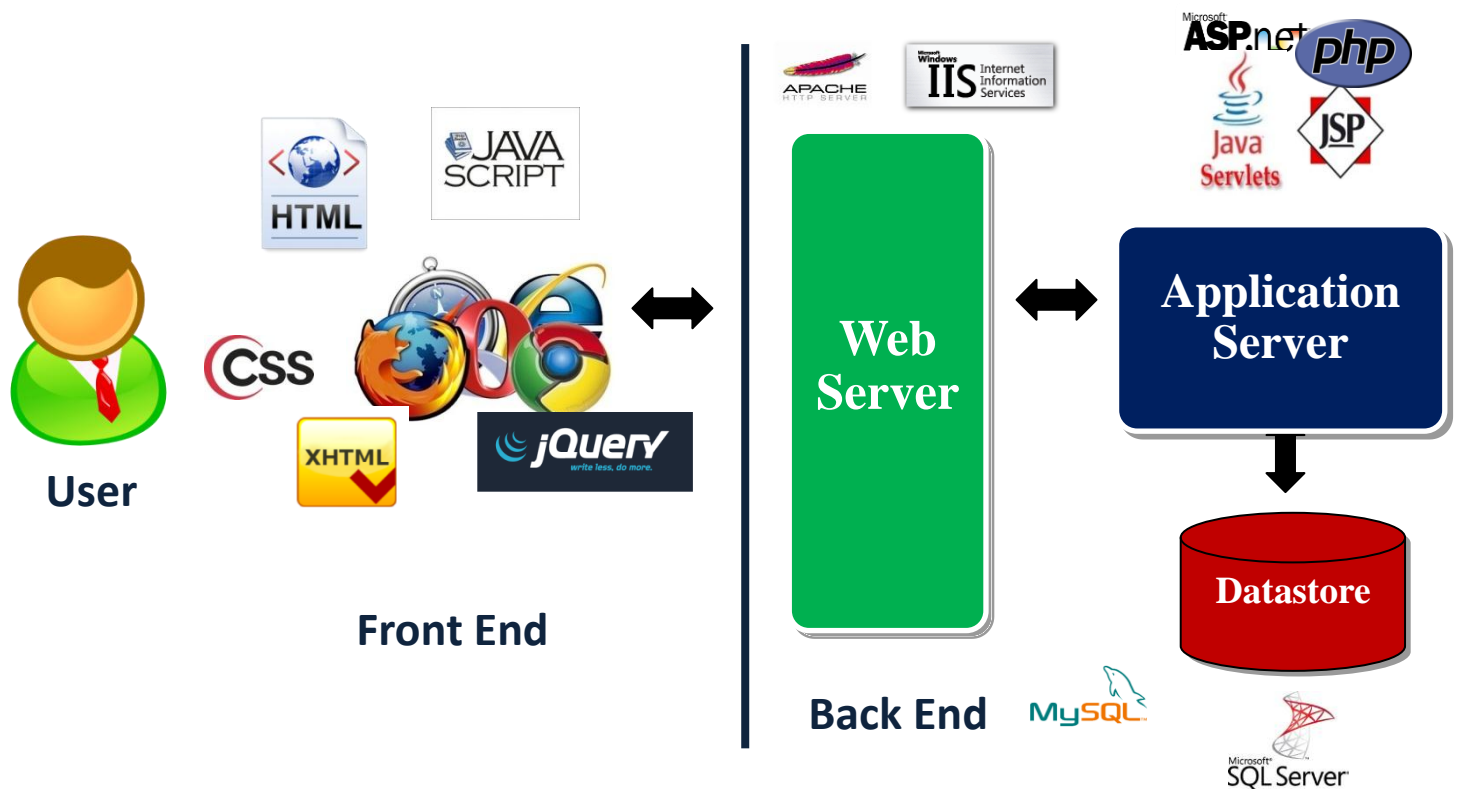 HTML
JAVA
SCRIPT
CSS
XHTML
jQuery
write less, do more.
User
Front End
APACHE
HTTP SERVER
Microsoft
Windows
IIS Internet
Information
Services
Web
Server
Back End
Microsoft
ASP.net
php
Java
Servlets
JSP
Application
Server
Datastore
MySQL
Microsoft
SQL Server